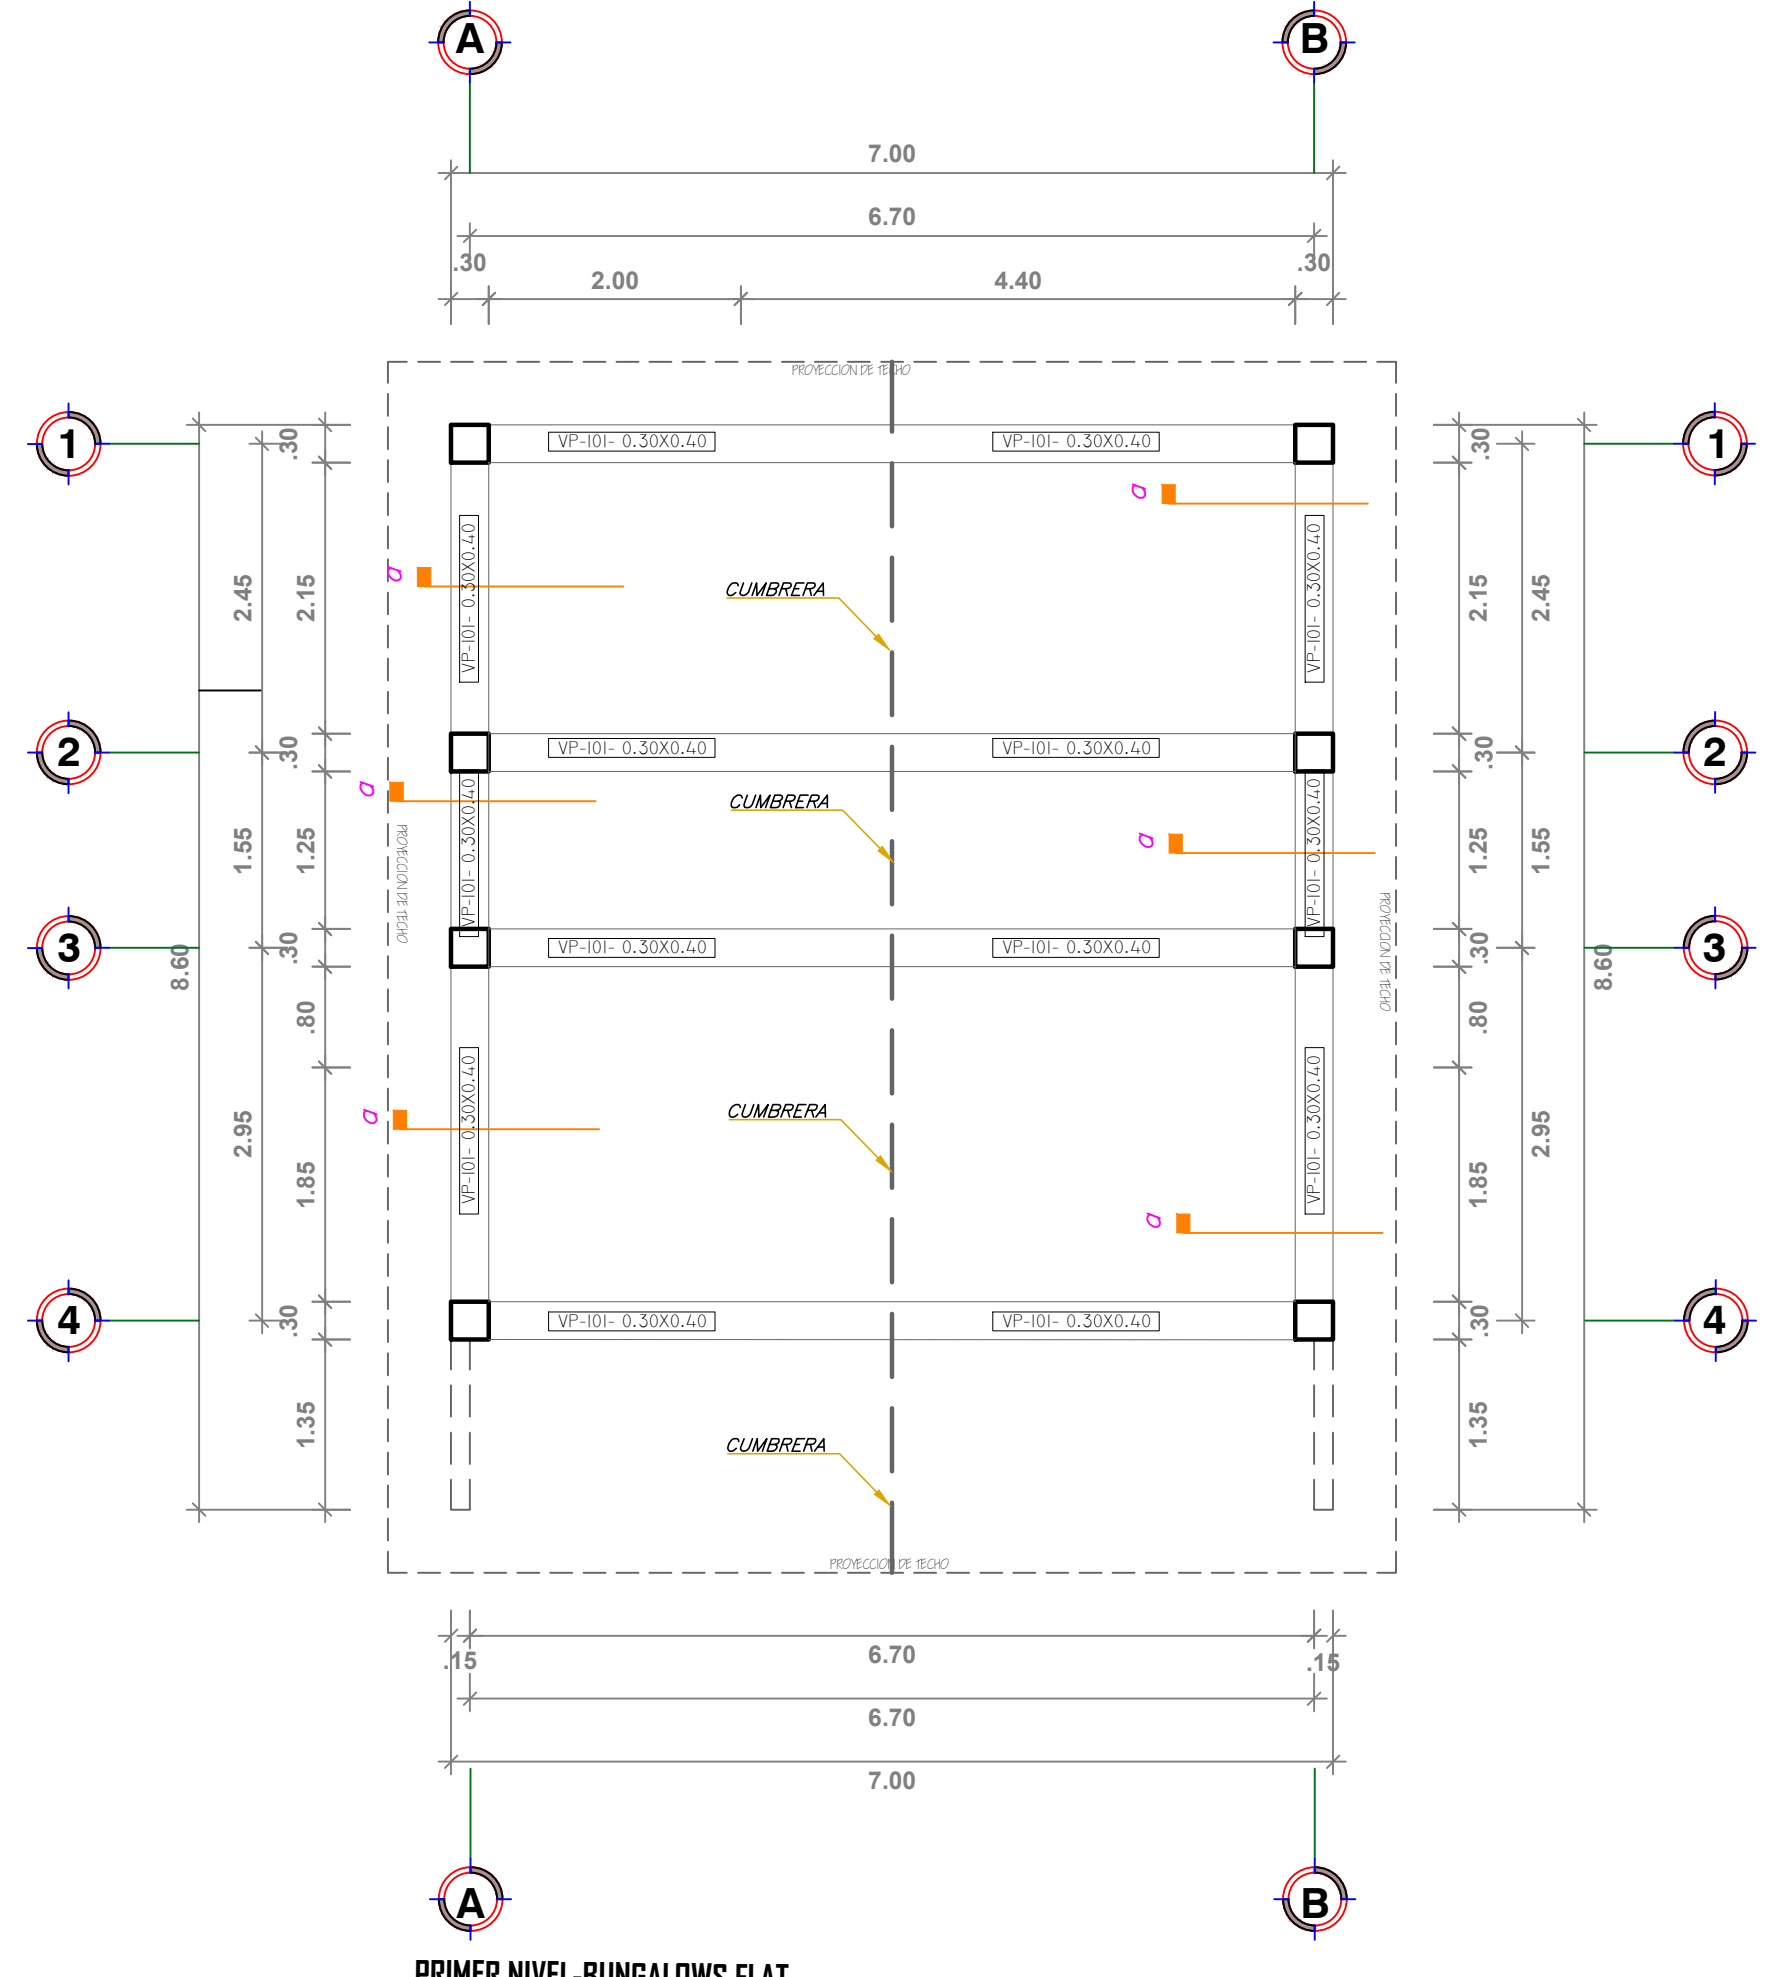 A B
7.00
6.70
.30 .30
2.00 4.40
PROYECCION DE TECHO
1 .30 VP-101- 0.30X0.40 VP-101- 0.30X0.40 .30 1
a
VP-101- 0.30X0.40 VP-101- 0.30X0.40
a
CUMBRERA
2.45 2.15 2.15 2.45
2 .30 VP-101- 0.30X0.40 VP-101- 0.30X0.40 .30 2
a
CUMBRERA
VP-101- 0.30X0.40 VP-101- 0.30X0.40
a
1.55 1.25 1.25 1.55
PROYECCION DE TECHO
PROYECCION DE TECHO
3 .30 VP-101- 0.30X0.40 VP-101- 0.30X0.40 .30 3
8.60 8.60
.80 .80
CUMBRERA
a
VP-101- 0.30X0.40 VP-101- 0.30X0.40
2.95 2.95
1.85 1.85
a
4 .30 VP-101- 0.30X0.40 VP-101- 0.30X0.40 .30 4
1.35 1.35
CUMBRERA
PROYECCION DE TECHO
.15 6.70 .15
6.70
7.00
A B
PRIMER NIVEL-BUNGALOWS FLAT